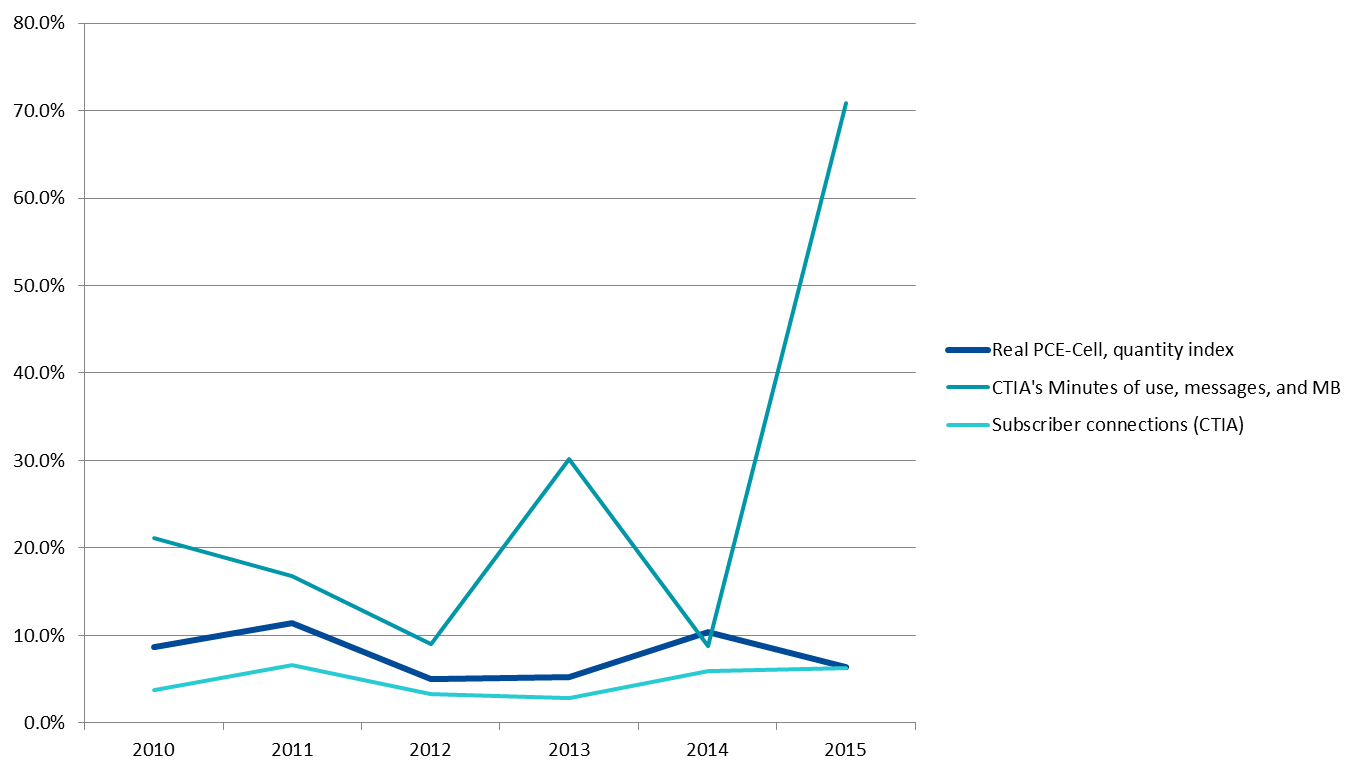 80.0%
70.0%
60.0%
50.0%
40.0%
30.0%
20.0%
10.0%
0.0%
2010 2011 2012 2013 2014 2015
Real PCE-Cell, quantity index
CTIA's Minutes of use, messages, and MB
Subscriber connections (CTIA)